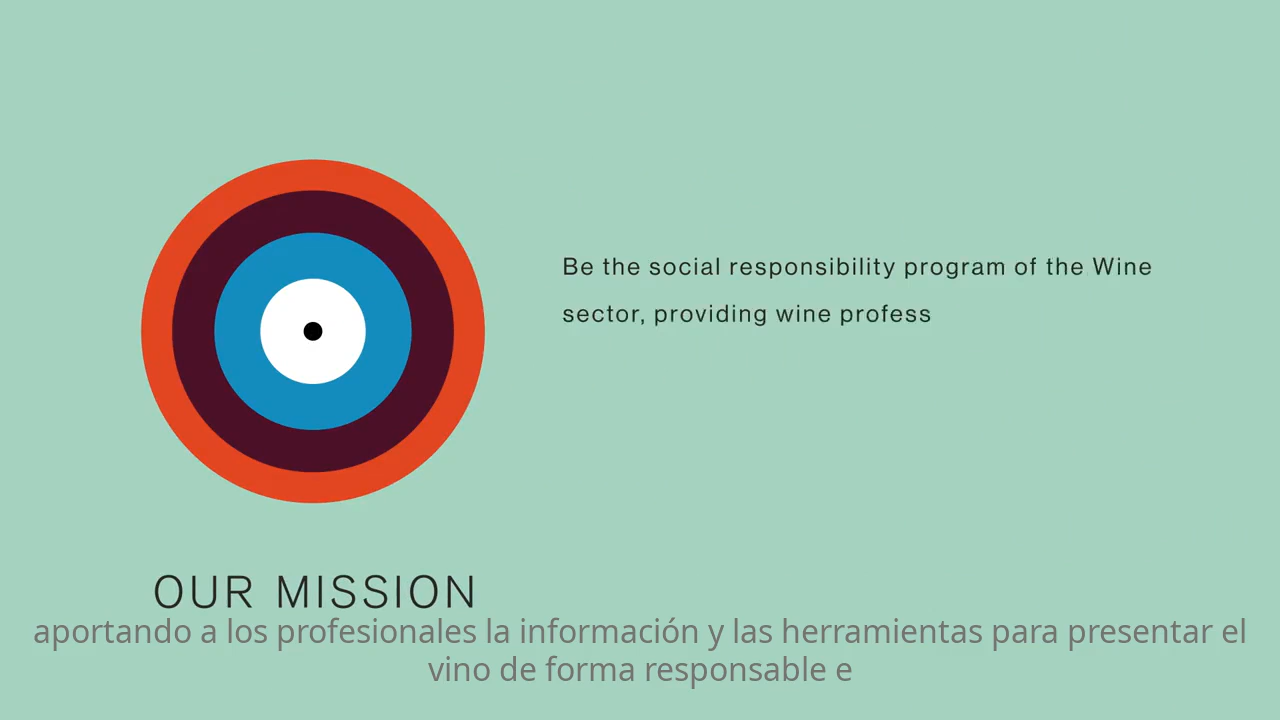 Be the social responsibility program of the Wine
sector, providing wine profess
OUR MISSION
aportando a los profesionales la información y las herramientas para presentar el
vino de forma responsable e